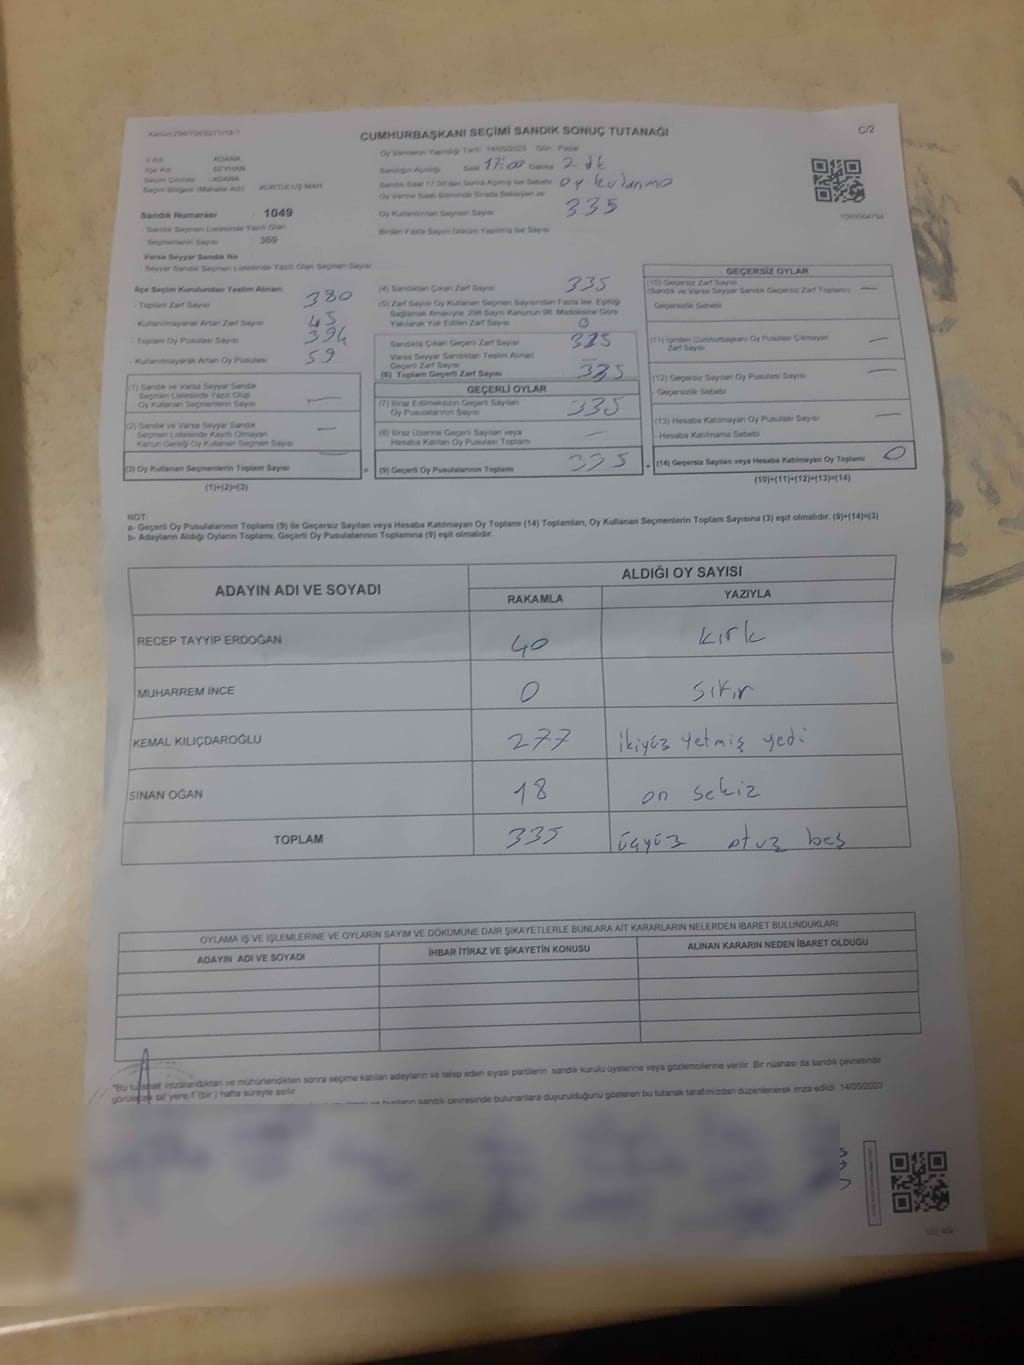 CUMHURBAŞKANI SEÇİMİ SANDIK SONUÇ TUTANAĞI
C/2
İl Adı : ADANA
İlçe Adı : SEYHAN
Seçim Çevresi : ADANA
Seçim Bölgesi (Mahalle Adı) : KURTULUŞ MAH
Sandık Numarası : 1049
Sandık Seçmen Listesinde Yazılı Olan
Seçmenlerin Sayısı : 369
Varsa Seyyar Sandık No
Seyyar Sandık Seçmen Listesinde Yazılı Olan Seçmen Sayısı
Oy Vermenin Yapıldığı Tarih 14/05/2023 Gün Pazar
Sandığın Açıldığı Saat 17:00 Dakika 2 dk
Sandık Saat 17.00'den Sonra Açılmış İse Sebebi oy kulanma
Oy Verme Saati Bitiminde Sırada Bekleyen ve
Oy Kullandırılan Seçmen Sayısı 335
Birden Fazla Sayım Döküm Yapılmış İse Sayısı
İlçe Seçim Kurulundan Teslim Alınan;
- Toplam Zarf Sayısı 380
- Kullanılmayarak Artan Zarf Sayısı 45
- Toplam Oy Pusulası Sayısı 394
- Kullanılmayarak Artan Oy Pusulası 59
(1) Sandık ve Varsa Seyyar Sandık
Seçmen Listesinde Yazılı Olup
Oy Kullanan Seçmenlerin Sayısı —
(2) Sandık ve Varsa Seyyar Sandık
Seçmen Listesinde Kayıtlı Olmayan
Kanun Gereği Oy Kullanan Seçmen Sayısı —
(3) Oy Kullanan Seçmenlerin Toplam Sayısı
(1)+(2)=(3)
(4) Sandıktan Çıkan Zarf Sayısı 335
(5) Zarf Sayısı Oy Kullanan Seçmen Sayısından Fazla İse, Eşitliği
Sağlamak Amacıyla, 298 Sayılı Kanunun 98. Maddesine Göre
Yakılarak Yok Edilen Zarf Sayısı 0
Sandıkta Çıkan Geçerli Zarf Sayısı 335
Varsa Seyyar Sandıktan Teslim Alınan
Geçerli Zarf Sayısı —
(6) Toplam Geçerli Zarf Sayısı 335
GEÇERLİ OYLAR
(7) İtiraz Edilmeksizin Geçerli Sayılan
Oy Pusulalarının Sayısı 335
(8) İtiraz Üzerine Geçerli Sayılan veya
Hesaba Katılan Oy Pusulası Toplamı —
= (9) Geçerli Oy Pusulalarının Toplamı 335
GEÇERSİZ OYLAR
(10) Geçersiz Zarf Sayısı
(Sandık ve Varsa Seyyar Sandık Geçersiz Zarf Toplamı) —
- Geçersizlik Sebebi
(11) İçinden Cumhurbaşkanı Oy Pusulası Çıkmayan
Zarf Sayısı —
(12) Geçersiz Sayılan Oy Pusulası Sayısı —
- Geçersizlik Sebebi
(13) Hesaba Katılmayan Oy Pusulası Sayısı —
- Hesaba Katılmama Sebebi
+ (14) Geçersiz Sayılan veya Hesaba Katılmayan Oy Toplamı 0
(10)+(11)+(12)+(13)=(14)
NOT:
a- Geçerli Oy Pusulalarının Toplamı (9) ile Geçersiz Sayılan veya Hesaba Katılmayan Oy Toplamı (14) Toplamları, Oy Kullanan Seçmenlerin Toplam Sayısına (3) eşit olmalıdır. (9)+(14)=(3)
b- Adayların Aldığı Oyların Toplamı, Geçerli Oy Pusulalarının Toplamına (9) eşit olmalıdır.
ADAYIN ADI VE SOYADI
ALDIĞI OY SAYISI
RAKAMLA YAZIYLA
RECEP TAYYİP ERDOĞAN 40 kırk
MUHARREM İNCE 0 sıfır
KEMAL KILIÇDAROĞLU 277 ikiyüz yetmiş yedi
SİNAN OĞAN 18 on sekiz
TOPLAM 335 üçyüz otuz beş
OYLAMA İŞ VE İŞLEMLERİNE VE OYLARIN SAYIM VE DÖKÜMÜNE DAİR ŞİKAYETLERLE BUNLARA AİT KARARLARIN NELERDEN İBARET BULUNDUKLARI
ADAYIN ADI VE SOYADI İHBAR İTİRAZ VE ŞİKAYETİN KONUSU ALINAN KARARIN NEDEN İBARET OLDUĞU
*Bu tutanak imzalandıktan ve mühürlendikten sonra seçime katılan adayların ve talep eden siyasi partilerin sandık kurulu üyelerine veya gözlemcilerine verilir. Bir nüshası da sandık çevresinde
görülecek bir yere 1 (bir) hafta süreyle asılır.
sandık çevresinde bulunanlara duyurulduğunu gösteren bu tutanak tarafımızdan düzenlenerek imza edildi. 14/05/2023